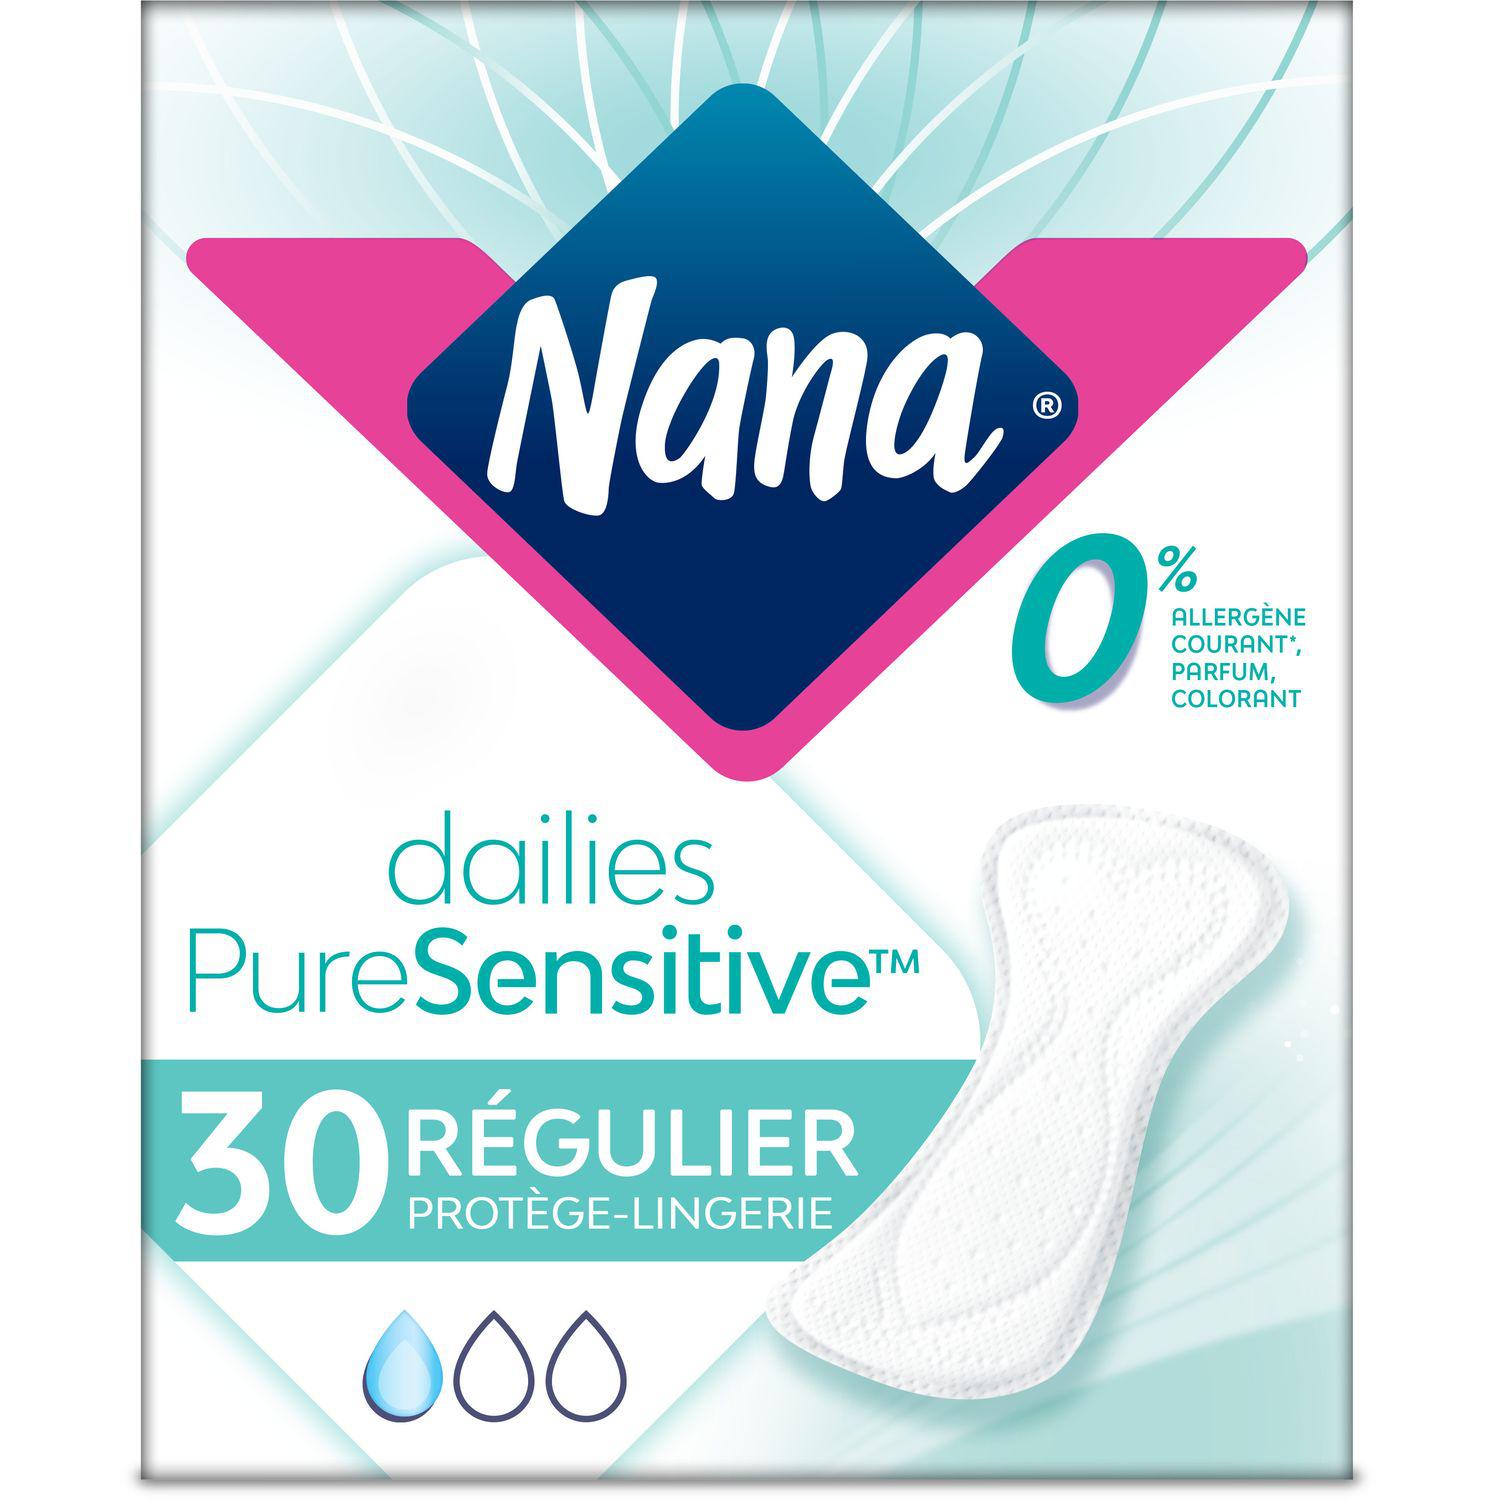 Nana®
0%
ALLERGÈNE
COURANT*,
PARFUM,
COLORANT
dailies
PureSensitive™
30 RÉGULIER
PROTÈGE-LINGERIE